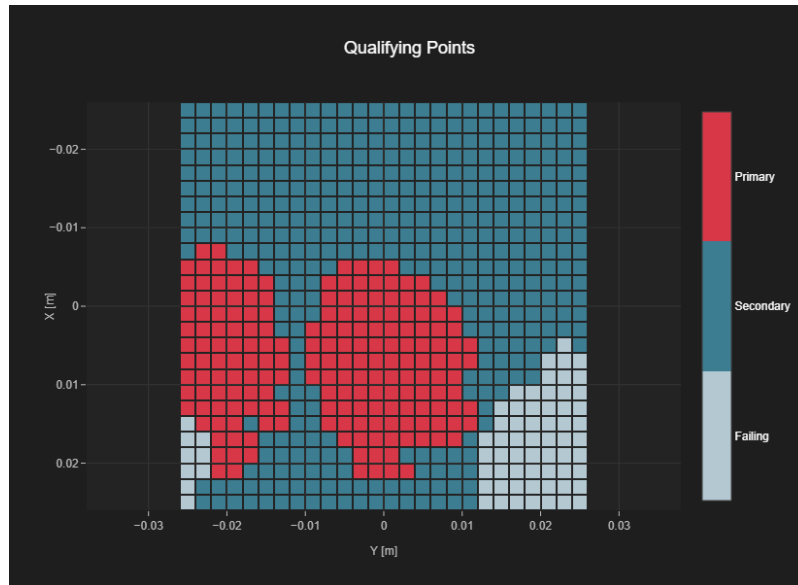 Qualifying Points
−0.02
−0.01
0
0.01
0.02
X [m]
−0.03
−0.02
−0.01
0
0.01
0.02
0.03
Y [m]
Primary
Secondary
Failing